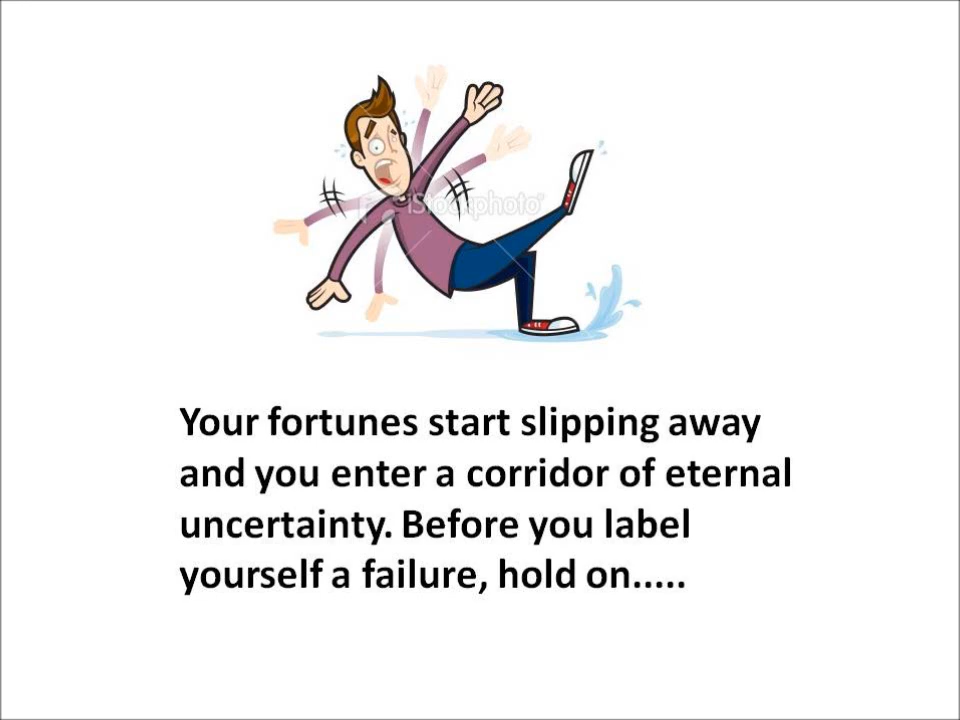 iStockphoto
Your fortunes start slipping away
and you enter a corridor of eternal
uncertainty. Before you label
yourself a failure, hold on.....